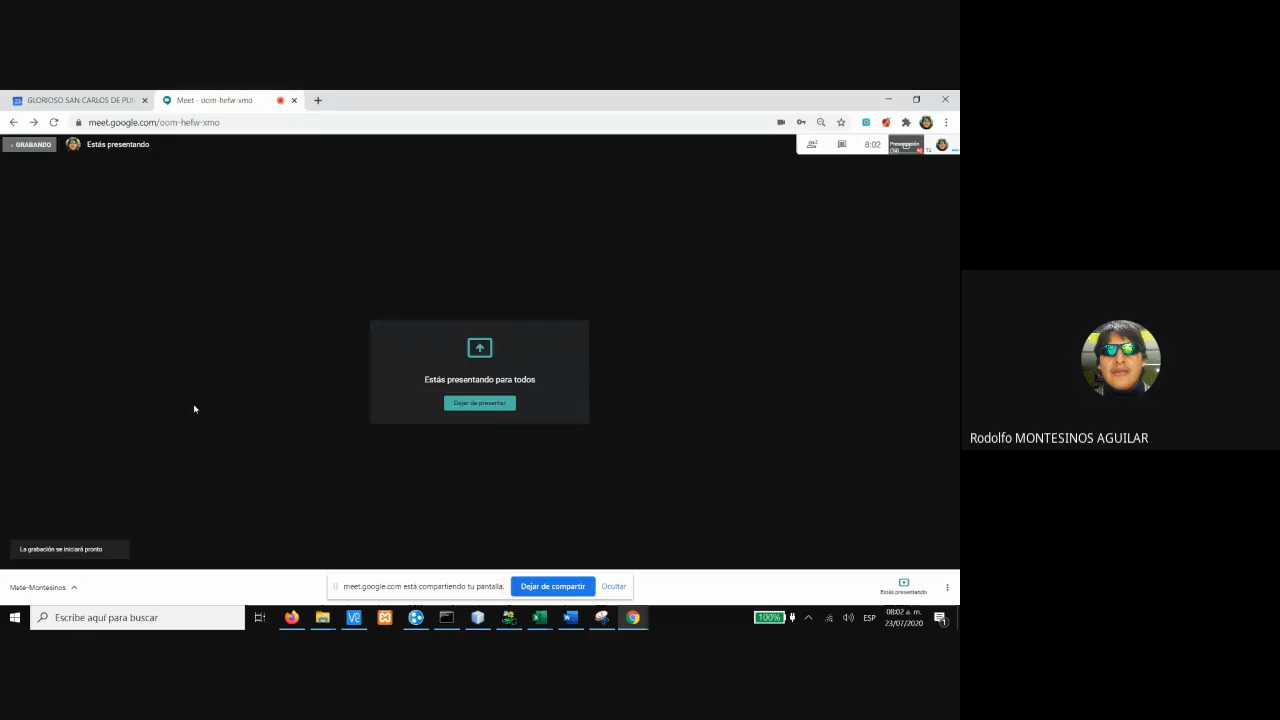 GLORIOSO SAN CARLOS DE PUN
Meet - oom-hefw-xmo
meet.google.com/oom-hefw-xmo
GRABANDO
Estás presentando
8:02
Estás presentando para todos
Dejar de presentar
Rodolfo MONTESINOS AGUILAR
La grabación se iniciará pronto
Mate-Montesinos
meet.google.com está compartiendo tu pantalla.
Dejar de compartir
Ocultar
Estás presentando
Escribe aquí para buscar
100%
ESP
08:02 a. m.
23/07/2020